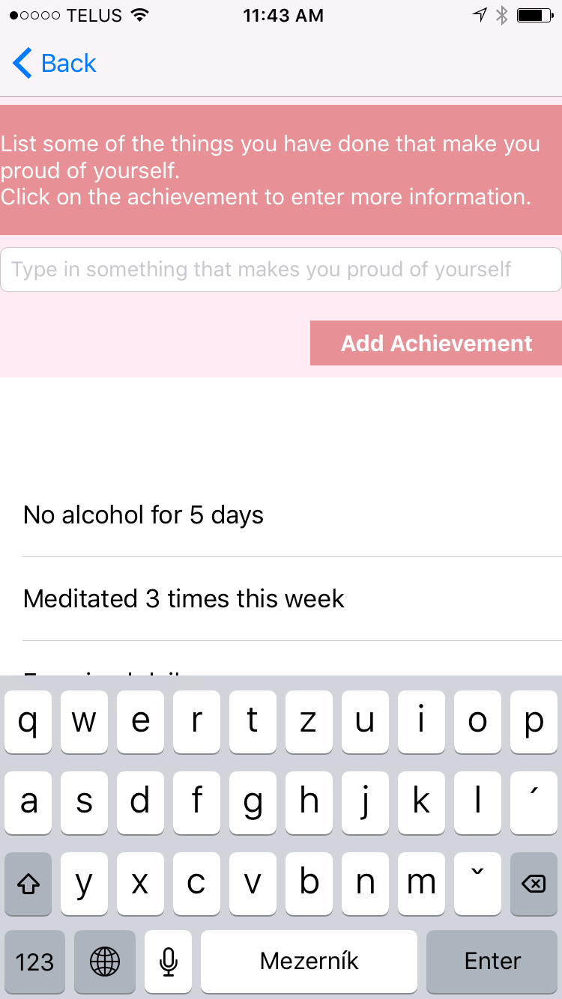 TELUS 11:43 AM
Back
List some of the things you have done that make you
proud of yourself.
Click on the achievement to enter more information.
Type in something that makes you proud of yourself
Add Achievement
No alcohol for 5 days
Meditated 3 times this week
q w e r t z u i o p
a s d f g h j k l ´
y x c v b n m ˇ
123 Mezerník Enter